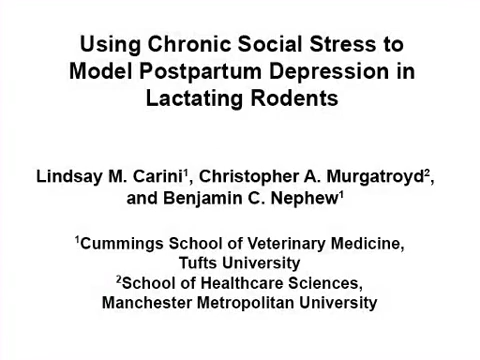 Using Chronic Social Stress to
Model Postpartum Depression in
Lactating Rodents
Lindsay M. Carini¹, Christopher A. Murgatroyd²,
and Benjamin C. Nephew¹
¹Cummings School of Veterinary Medicine,
Tufts University
²School of Healthcare Sciences,
Manchester Metropolitan University